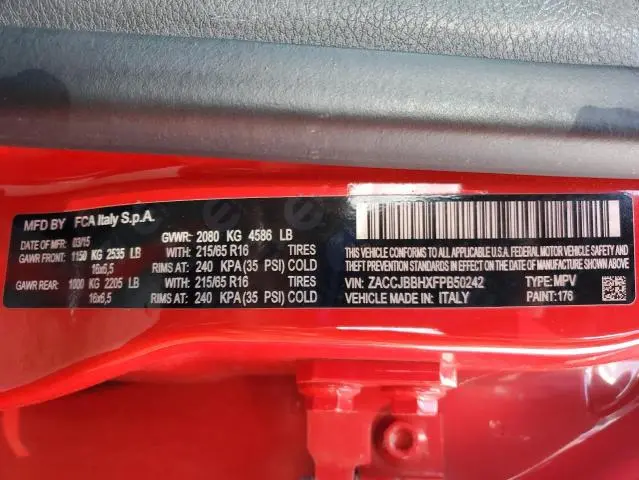 MFD BY FCA Italy S.p.A.
DATE OF MFR: 03/15 GVWR: 2080 KG 4586 LB
GAWR FRONT: 1150 KG 2535 LB 215/65 R16 TIRES
16x6,5 RIMS AT: 240 KPA (35 PSI) COLD
GAWR REAR: 1000 KG 2205 LB 215/65 R16 TIRES
16x6,5 RIMS AT: 240 KPA (35 PSI) COLD
THIS VEHICLE CONFORMS TO ALL APPLICABLE U.S.A. FEDERAL MOTOR VEHICLE SAFETY
AND THEFT STANDARDS IN EFFECT ON THE DATE OF MANUFACTURE SHOWN ABOVE.
VIN: ZACCJBBHXFPB50242 TYPE: MPV
VEHICLE MADE IN: ITALY PAINT: 176